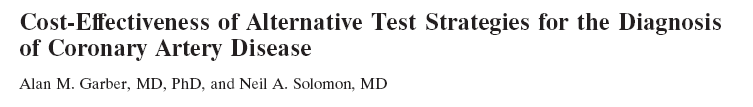 Cost-Effectiveness of Alternative Test Strategies for the Diagnosis
of Coronary Artery Disease
Alan M. Garber, MD, PhD, and Neil A. Solomon, MD